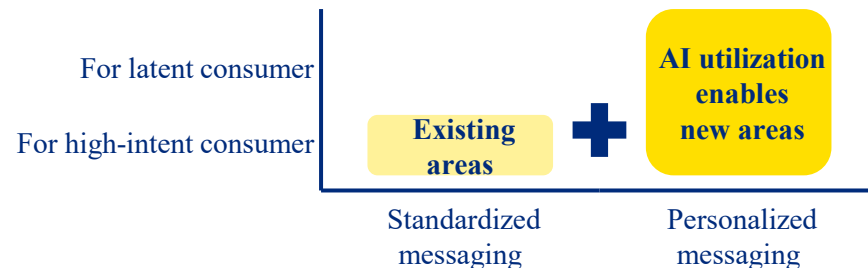 For latent consumer
For high-intent consumer
Existing
areas
AI utilization
enables
new areas
Standardized
messaging
Personalized
messaging